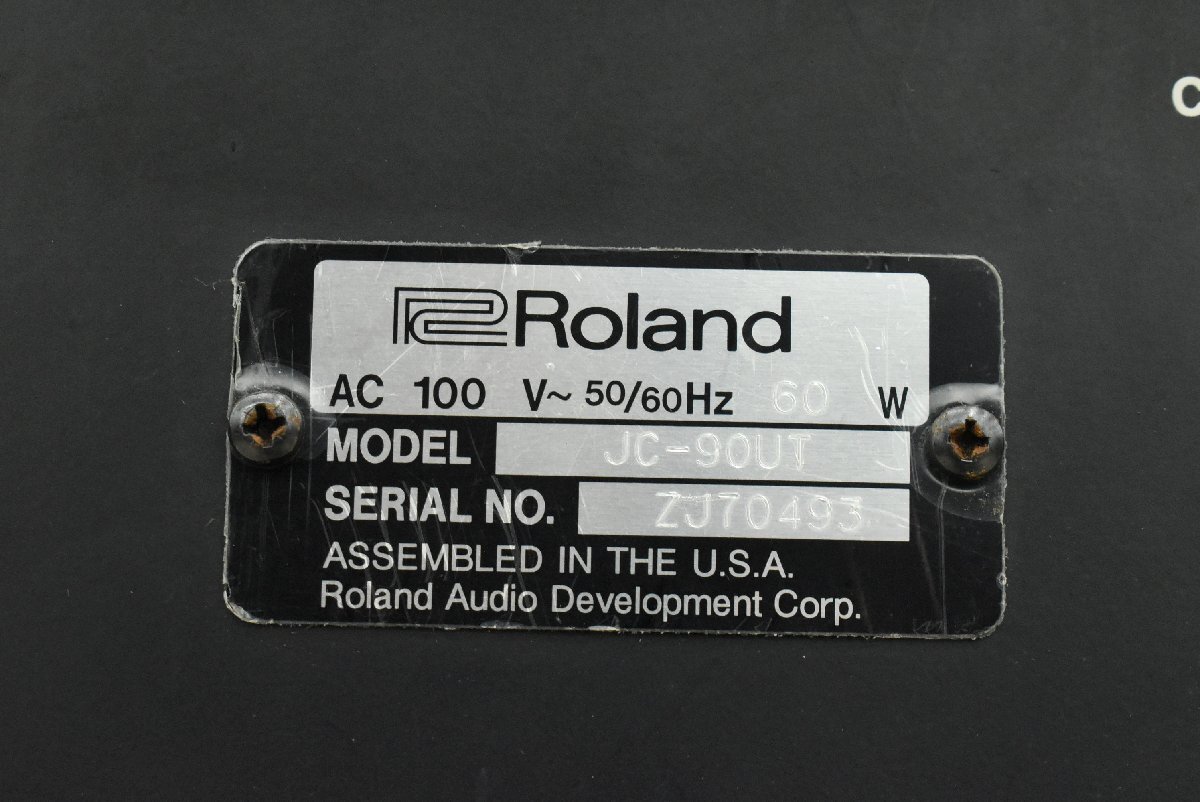 Roland
AC 100 V~ 50/60Hz 60 W
MODEL JC-90UT
SERIAL NO. ZJ70493
ASSEMBLED IN THE U.S.A.
Roland Audio Development Corp.